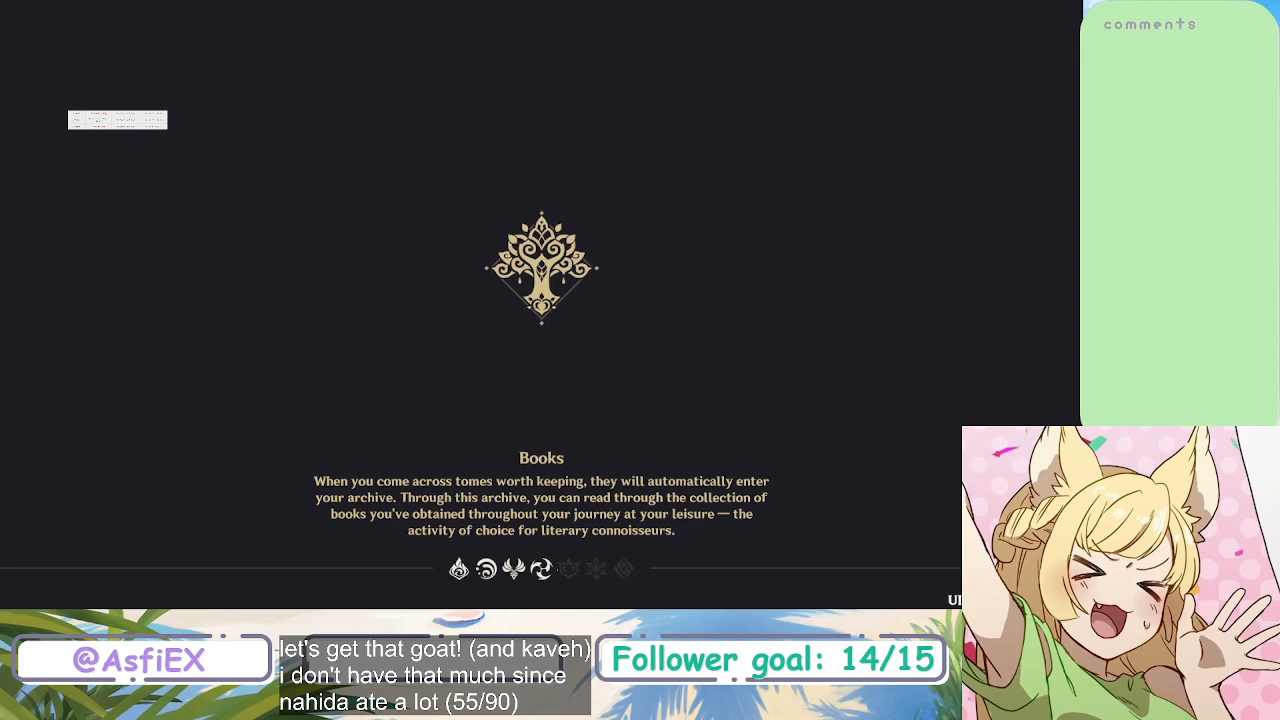 comments
Books
When you come across tomes worth keeping, they will automatically enter
your archive. Through this archive, you can read through the collection of
books you've obtained throughout your journey at your leisure — the
activity of choice for literary connoisseurs.
@AsfiEX
let's get that goat! (and kaveh)
i don't have that much since
nahida ate a lot (55/90)
Follower goal: 14/15